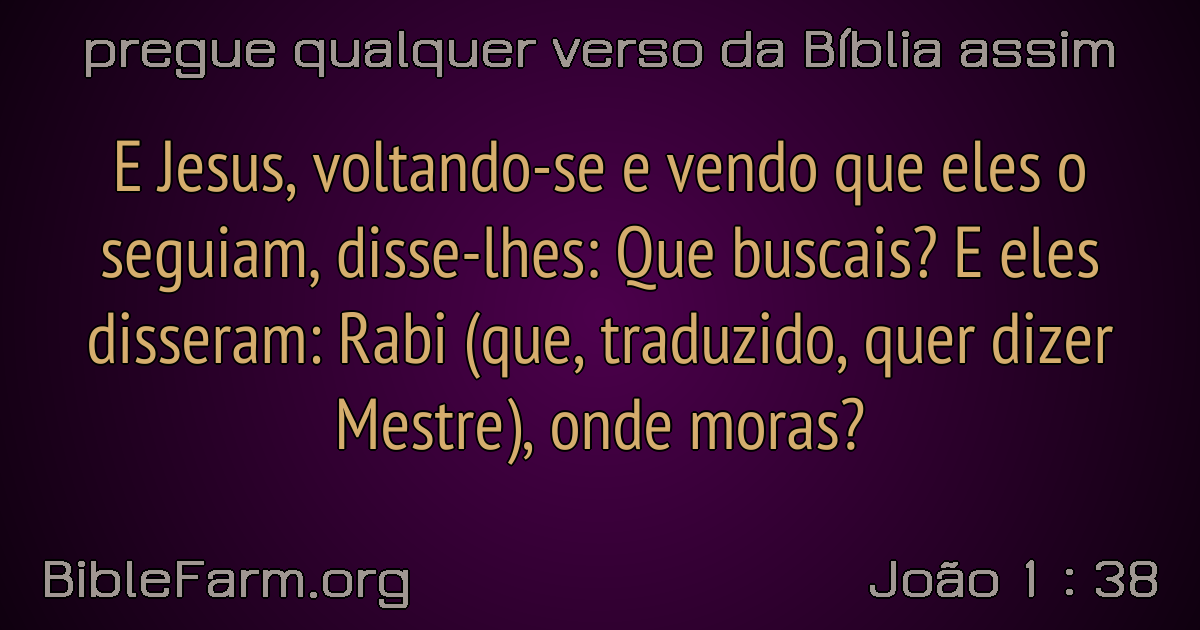 pregue qualquer verso da Bíblia assim
E Jesus, voltando-se e vendo que eles o
seguiam, disse-lhes: Que buscais? E eles
disseram: Rabi (que, traduzido, quer dizer
Mestre), onde moras?
BibleFarm.org
João 1 : 38